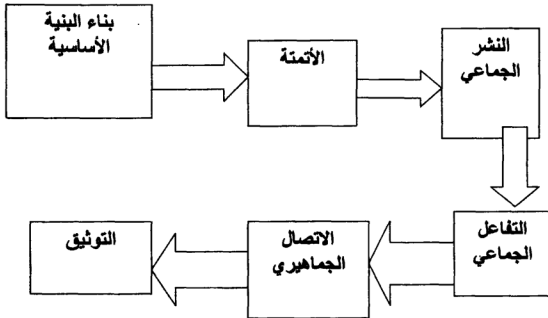 بناء البنية
الأساسية
الأتمتة
النشر
الجماعي
التفاعل
الجماعي
الاتصال
الجماهيري
التوثيق